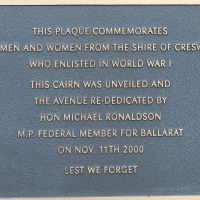 THIS PLAQUE COMMEMORATES
MEN AND WOMEN FROM THE SHIRE OF CRESW
WHO ENLISTED IN WORLD WAR I
THIS CAIRN WAS UNVEILED AND
THE AVENUE RE-DEDICATED BY
HON MICHAEL RONALDSON
M.P. FEDERAL MEMBER FOR BALLARAT
ON NOV. 11TH 2000
LEST WE FORGET